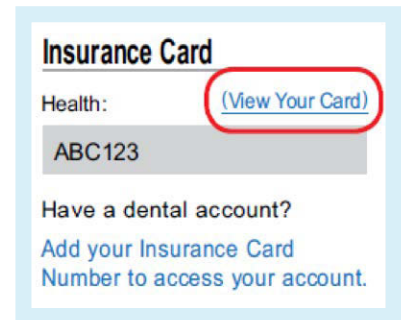 Insurance Card
Health: (View Your Card)
ABC123
Have a dental account?
Add your Insurance Card
Number to access your account.